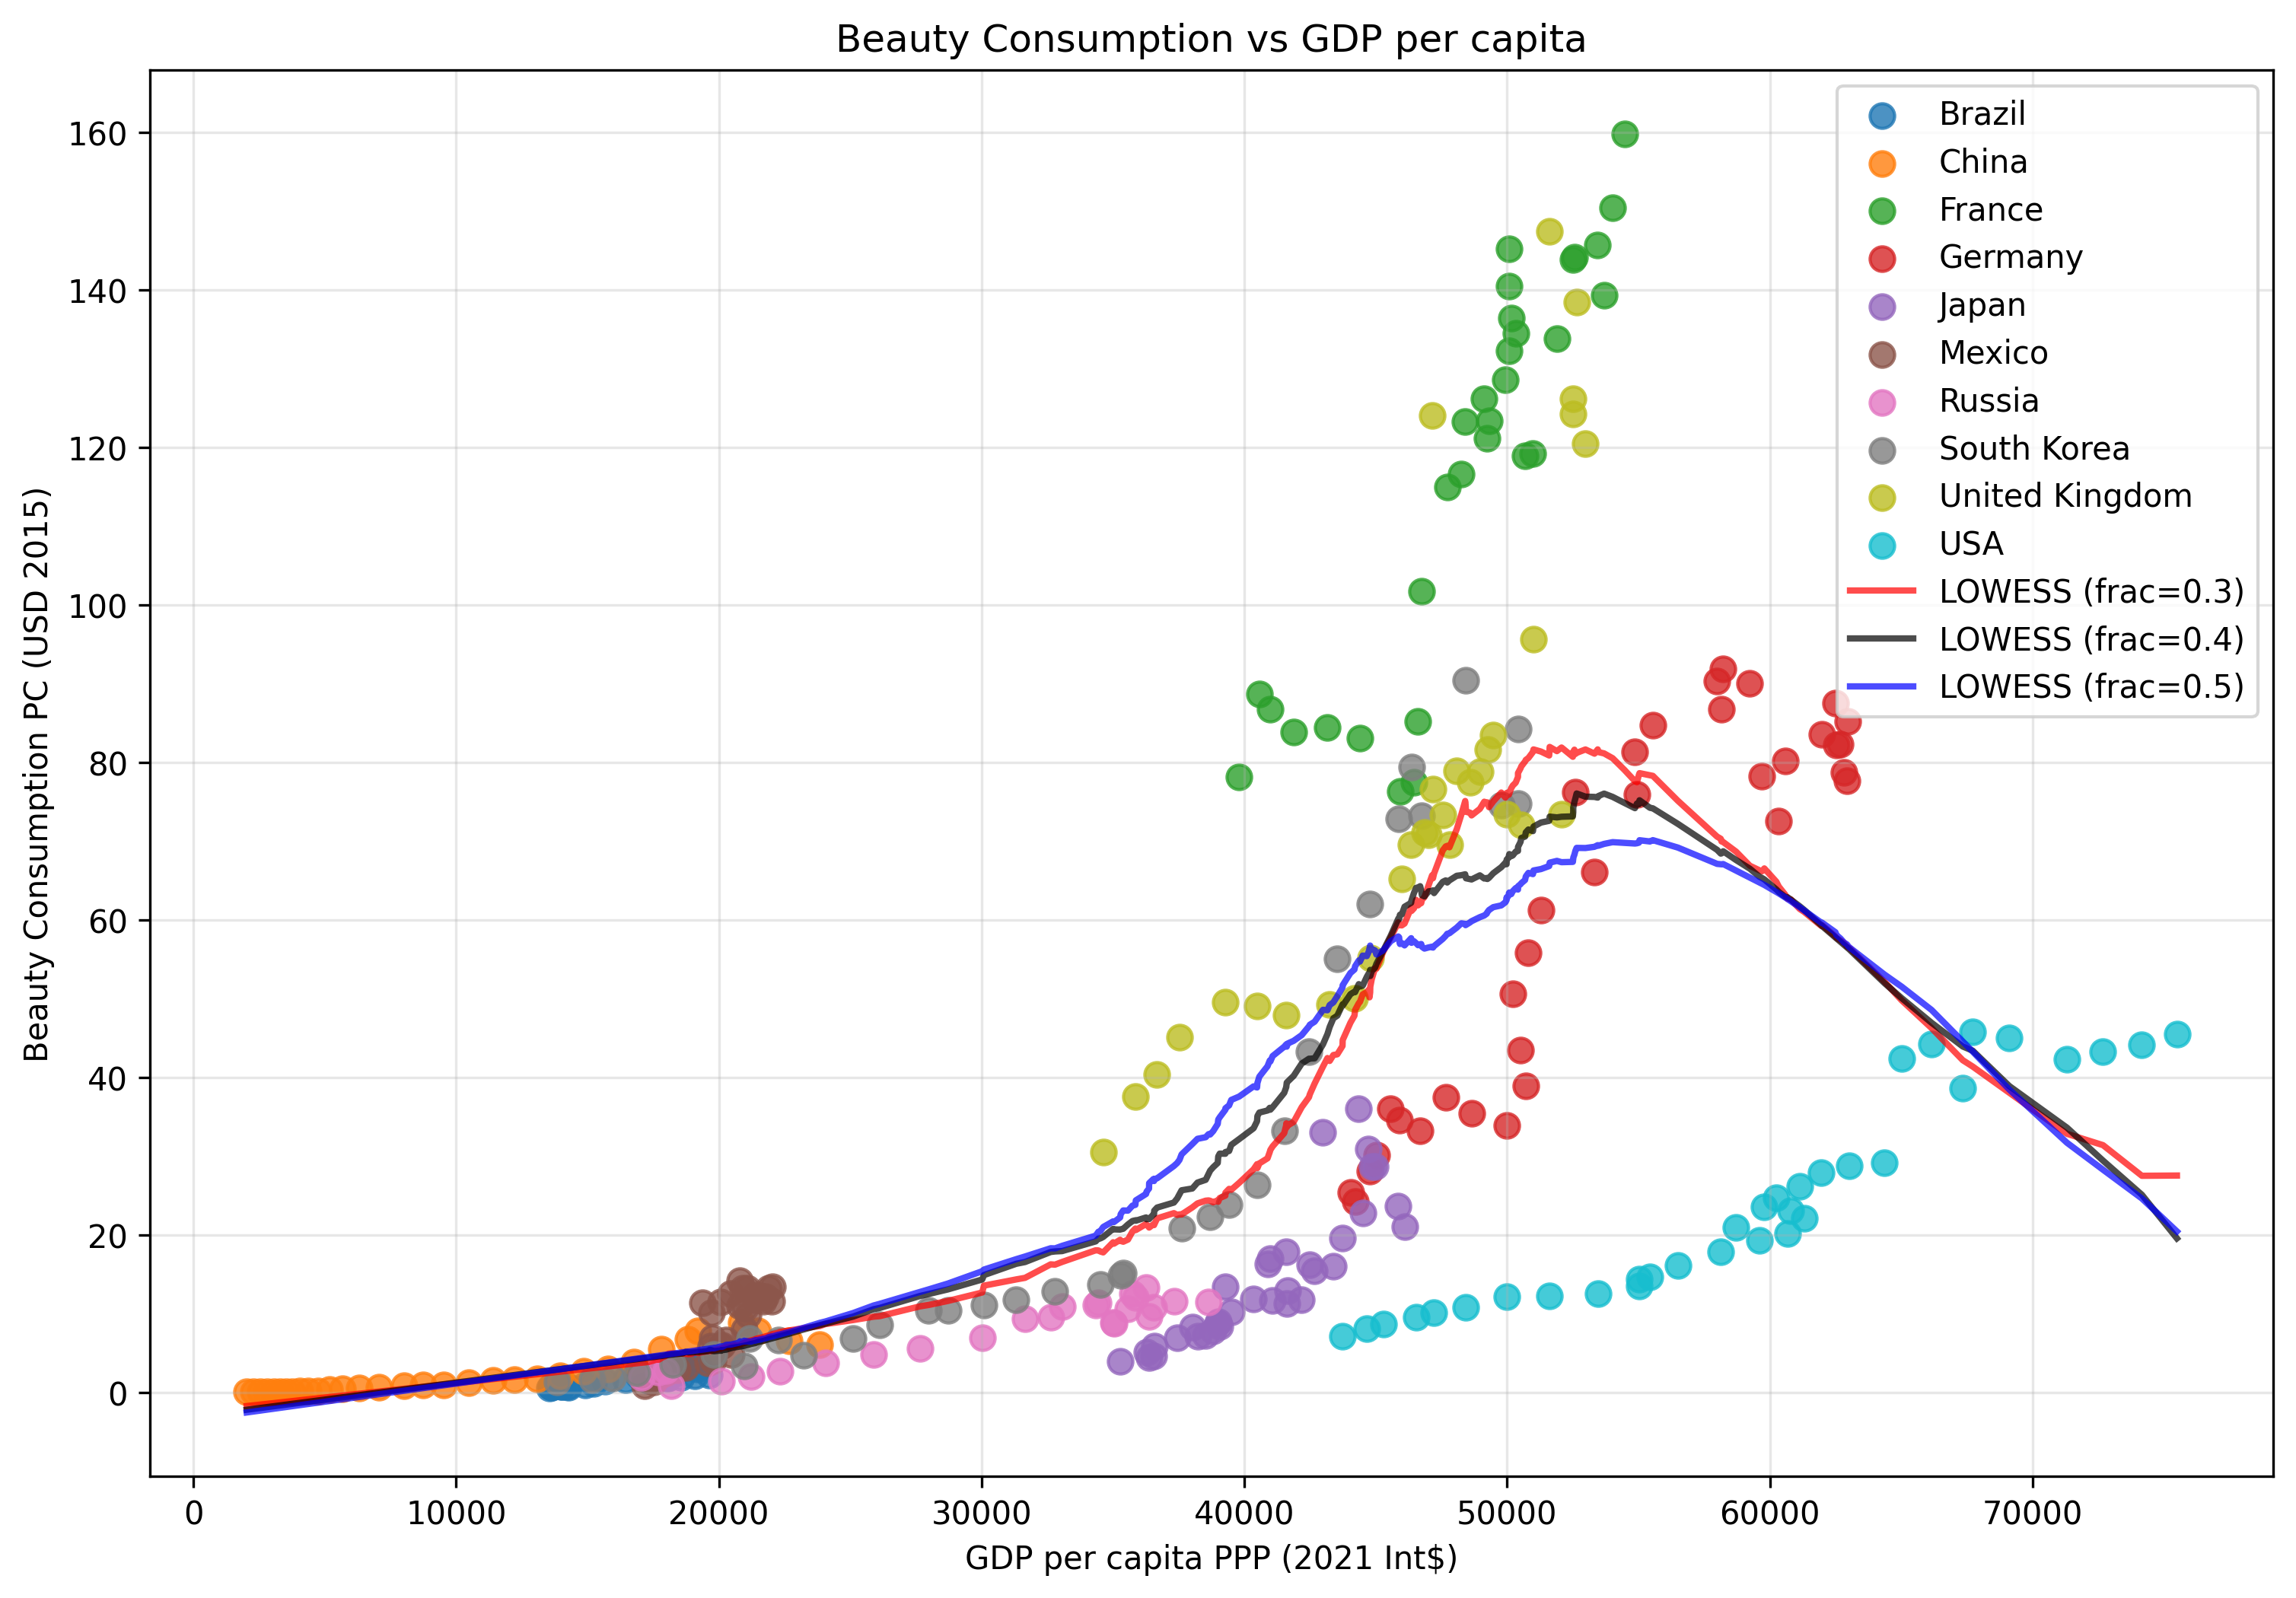 Beauty Consumption vs GDP per capita
Beauty Consumption PC (USD 2015)
160
140
120
100
80
60
40
20
0
0 10000 20000 30000 40000 50000 60000 70000
GDP per capita PPP (2021 Int$)
Brazil
China
France
Germany
Japan
Mexico
Russia
South Korea
United Kingdom
USA
LOWESS (frac=0.3)
LOWESS (frac=0.4)
LOWESS (frac=0.5)